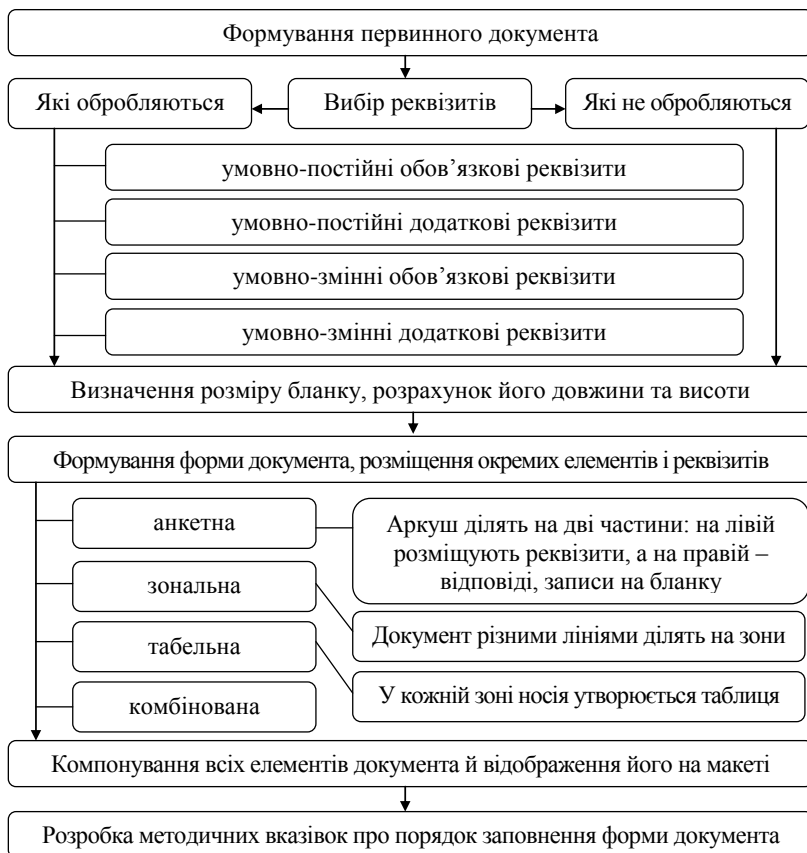 Формування первинного документа
Які обробляються
Вибір реквізитів
Які не обробляються
умовно-постійні обов’язкові реквізити
умовно-постійні додаткові реквізити
умовно-змінні обов’язкові реквізити
умовно-змінні додаткові реквізити
Визначення розміру бланку, розрахунок його довжини та висоти
Формування форми документа, розміщення окремих елементів і реквізитів
анкетна
Аркуш ділять на дві частини: на лівій
розміщують реквізити, а на правій –
відповіді, записи на бланку
зональна
Документ різними лініями ділять на зони
табельна
У кожній зоні носія утворюється таблиця
комбінована
Компонування всіх елементів документа й відображення його на макеті
Розробка методичних вказівок про порядок заповнення форми документа